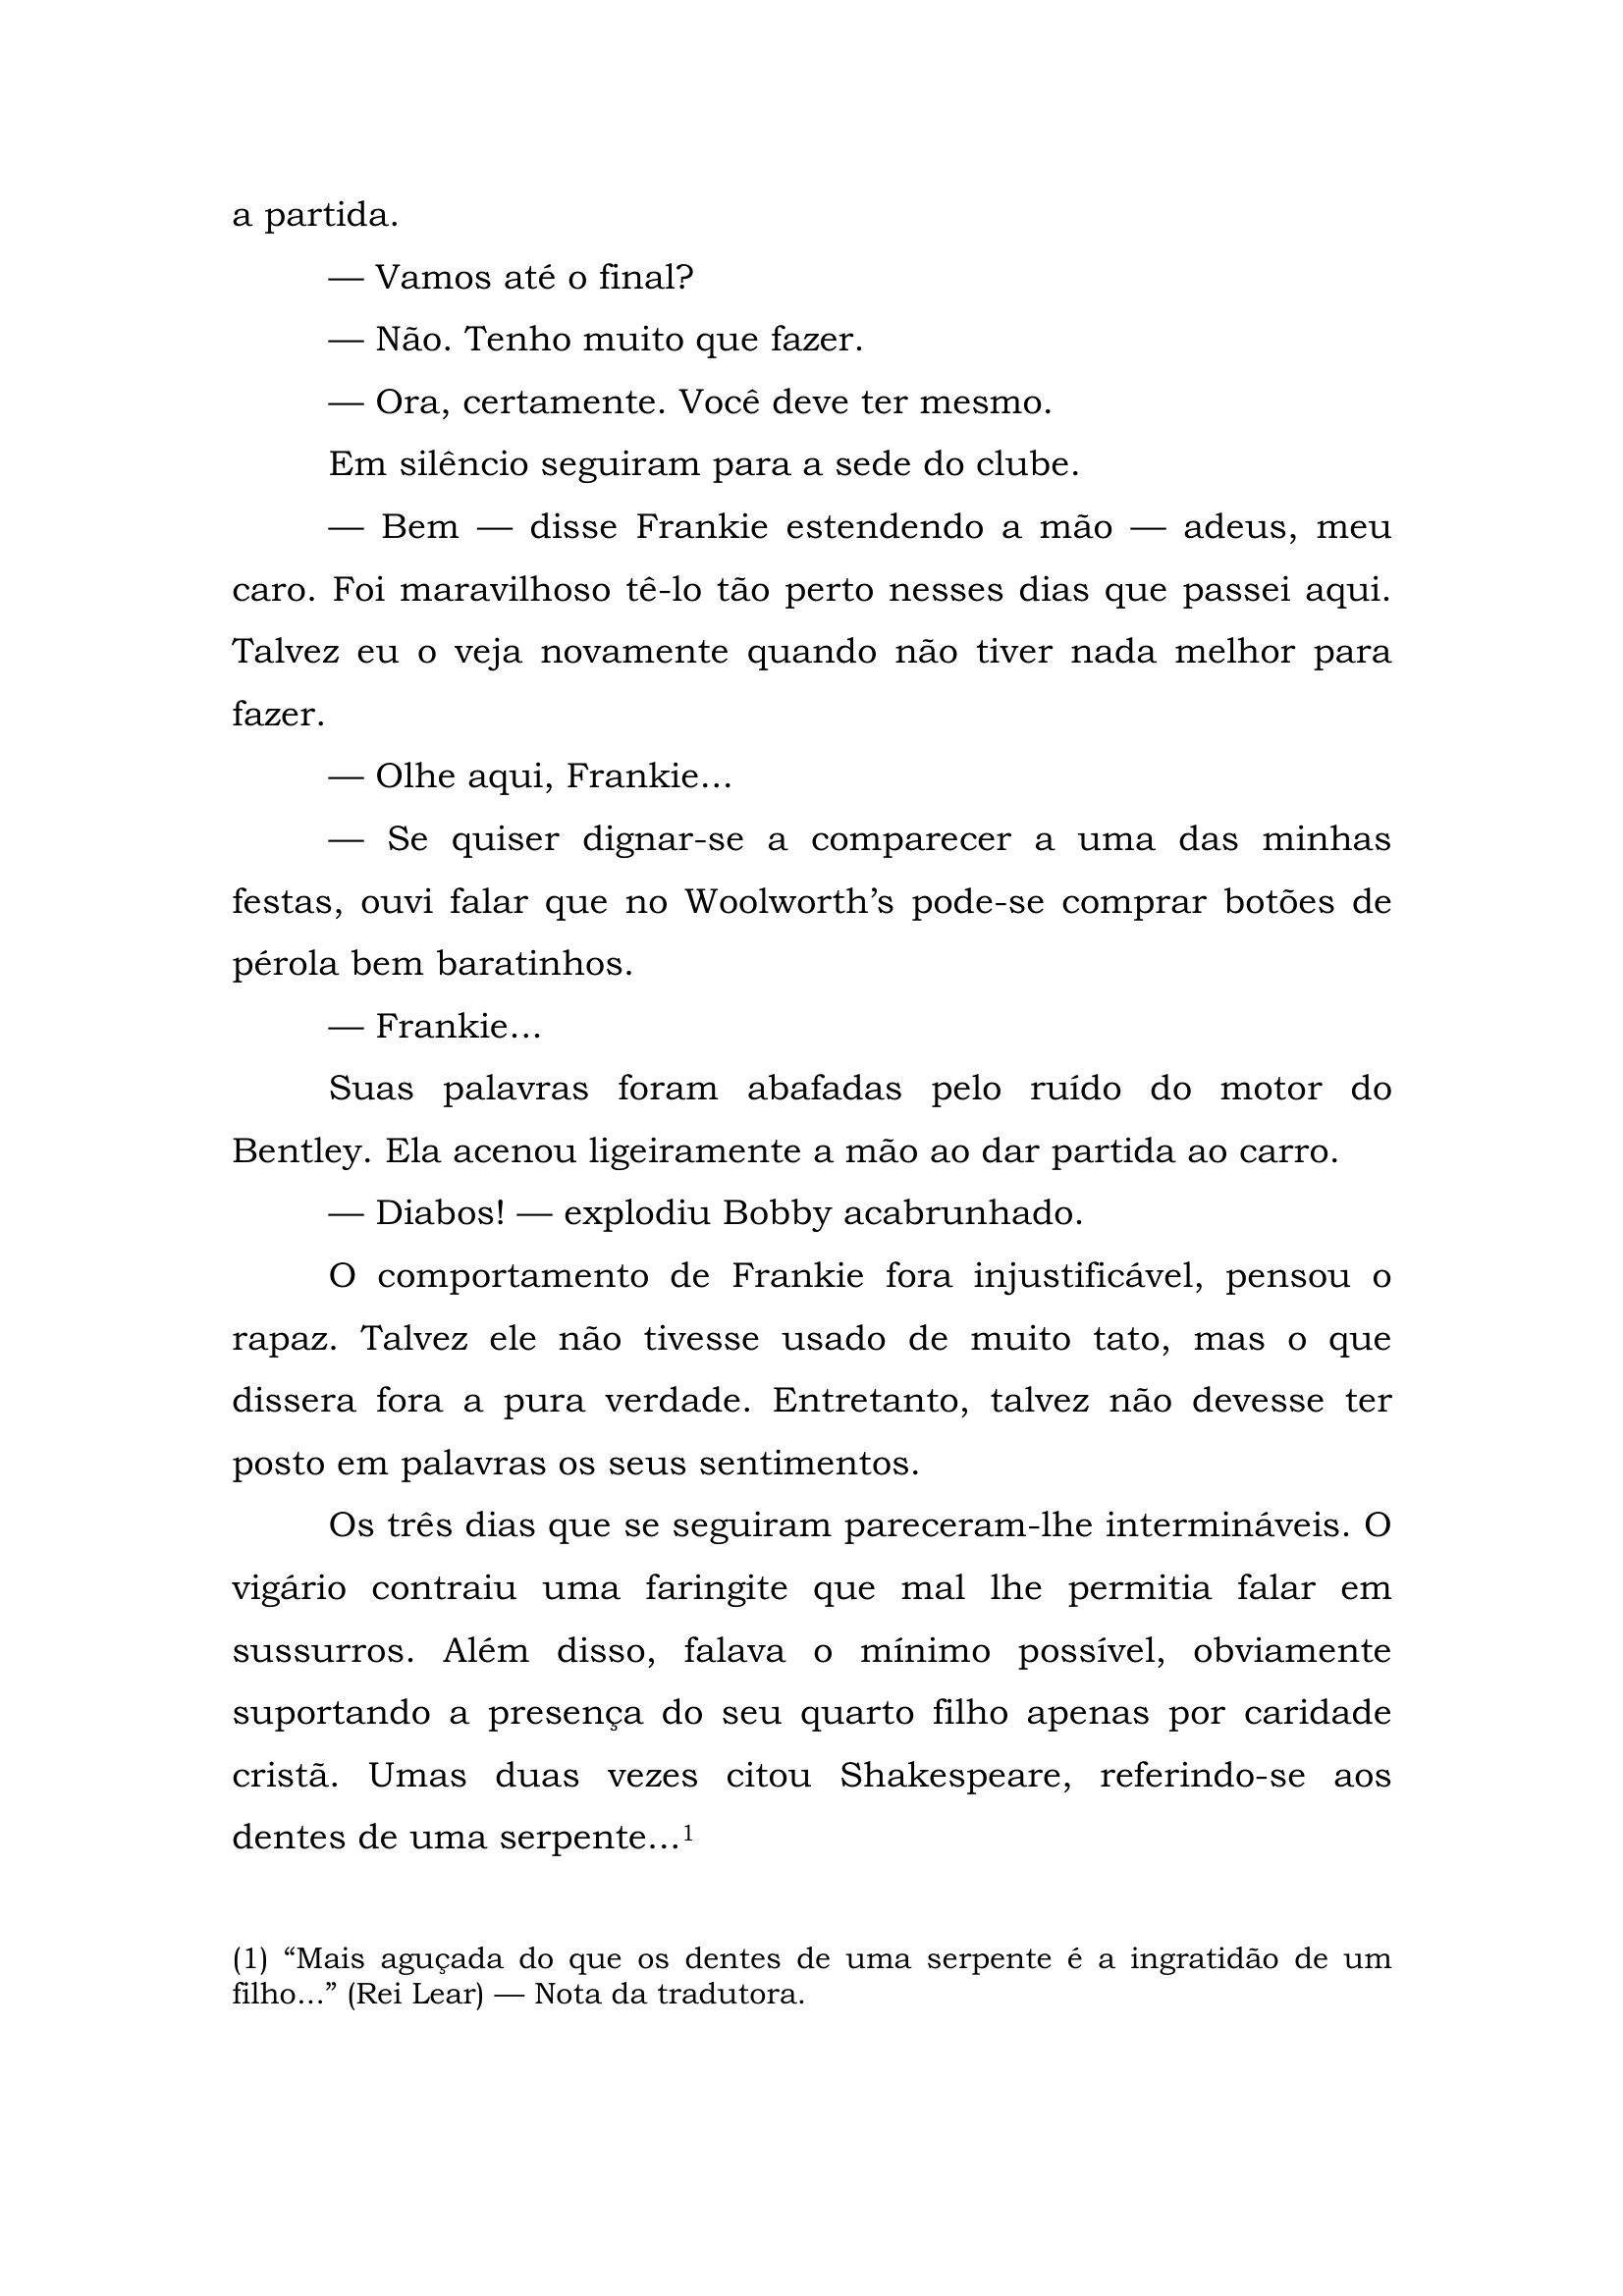 a partida.
— Vamos até o final?
— Não. Tenho muito que fazer.
— Ora, certamente. Você deve ter mesmo.
Em silêncio seguiram para a sede do clube.
— Bem — disse Frankie estendendo a mão — adeus, meu
caro. Foi maravilhoso tê-lo tão perto nesses dias que passei aqui.
Talvez eu o veja novamente quando não tiver nada melhor para
fazer.
— Olhe aqui, Frankie...
— Se quiser dignar-se a comparecer a uma das minhas
festas, ouvi falar que no Woolworth’s pode-se comprar botões de
pérola bem baratinhos.
— Frankie...
Suas palavras foram abafadas pelo ruído do motor do
Bentley. Ela acenou ligeiramente a mão ao dar partida ao carro.
— Diabos! — explodiu Bobby acabrunhado.
O comportamento de Frankie fora injustificável, pensou o
rapaz. Talvez ele não tivesse usado de muito tato, mas o que
dissera fora a pura verdade. Entretanto, talvez não devesse ter
posto em palavras os seus sentimentos.
Os três dias que se seguiram pareceram-lhe intermináveis. O
vigário contraiu uma faringite que mal lhe permitia falar em
sussurros. Além disso, falava o mínimo possível, obviamente
suportando a presença do seu quarto filho apenas por caridade
cristã. Umas duas vezes citou Shakespeare, referindo-se aos
dentes de uma serpente...1
(1) “Mais aguçada do que os dentes de uma serpente é a ingratidão de um
filho...” (Rei Lear) — Nota da tradutora.